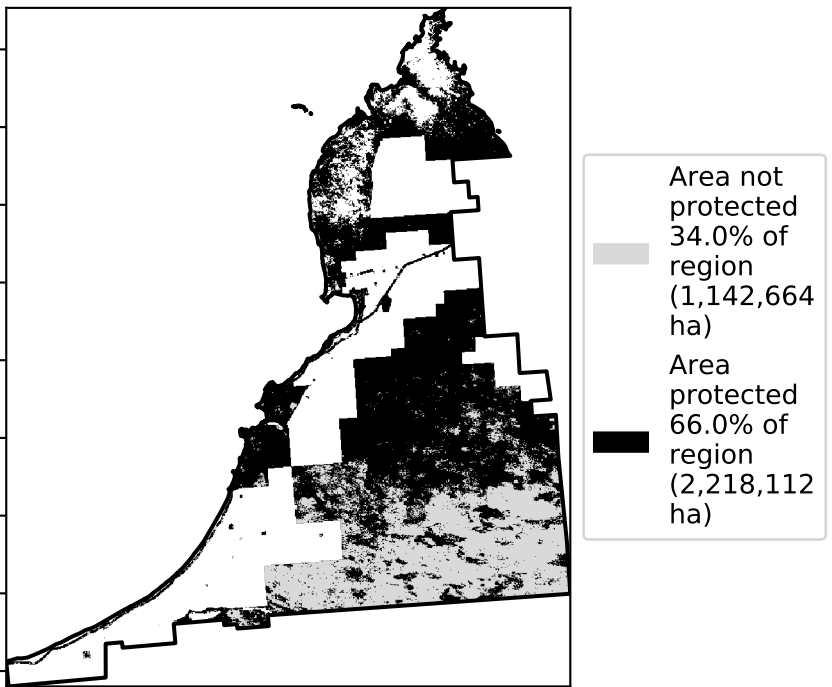 Area not
protected
34.0% of
region
(1,142,664
ha)
Area
protected
66.0% of
region
(2,218,112
ha)